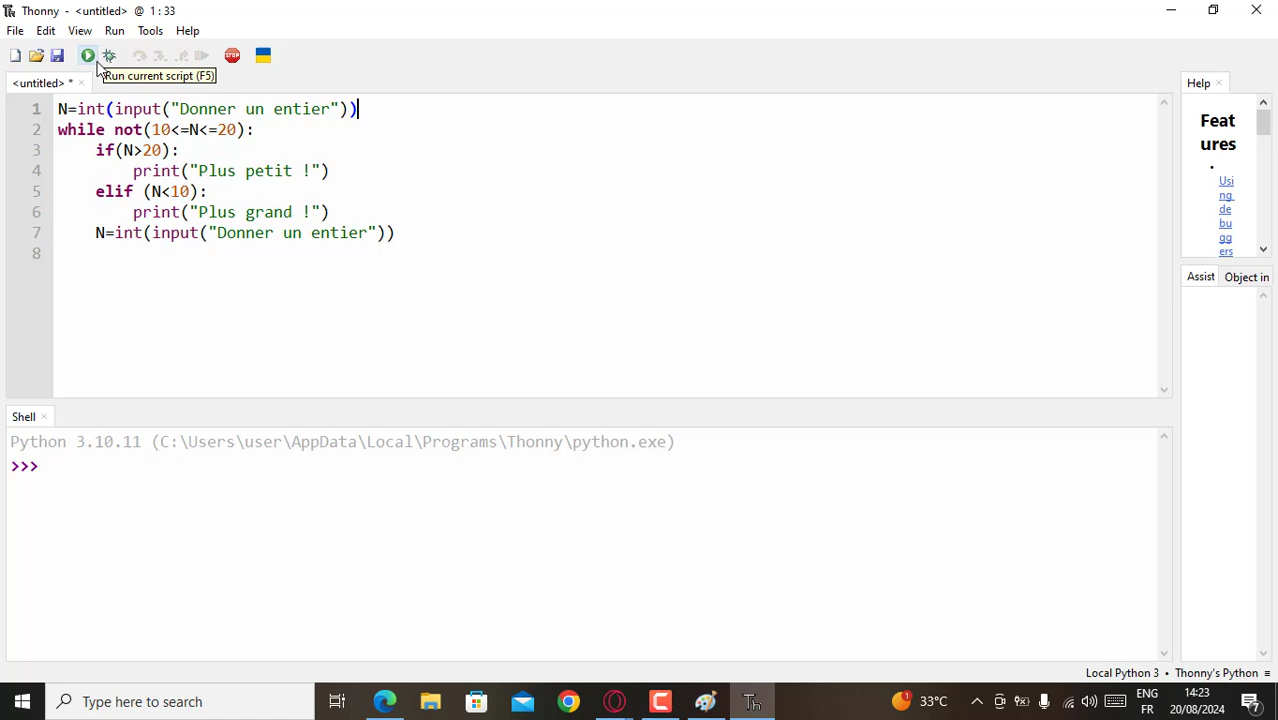 Thonny - <untitled> @ 1 : 33
File Edit View Run Tools Help
STOP
Run current script (F5)
<untitled> *
1 N=int(input("Donner un entier"))
2 while not(10<=N<=20):
3 if(N>20):
4 print("Plus petit !")
5 elif (N<10):
6 print("Plus grand !")
7 N=int(input("Donner un entier"))
8
Help
Feat
ures
Usi
ng
de
bu
gg
ers
Assist Object in
Shell
Python 3.10.11 (C:\Users\user\AppData\Local\Programs\Thonny\python.exe)
>>>
Local Python 3 • Thonny's Python ≡
Type here to search
Th
1
33°C
ENG
FR
14:23
20/08/2024
7